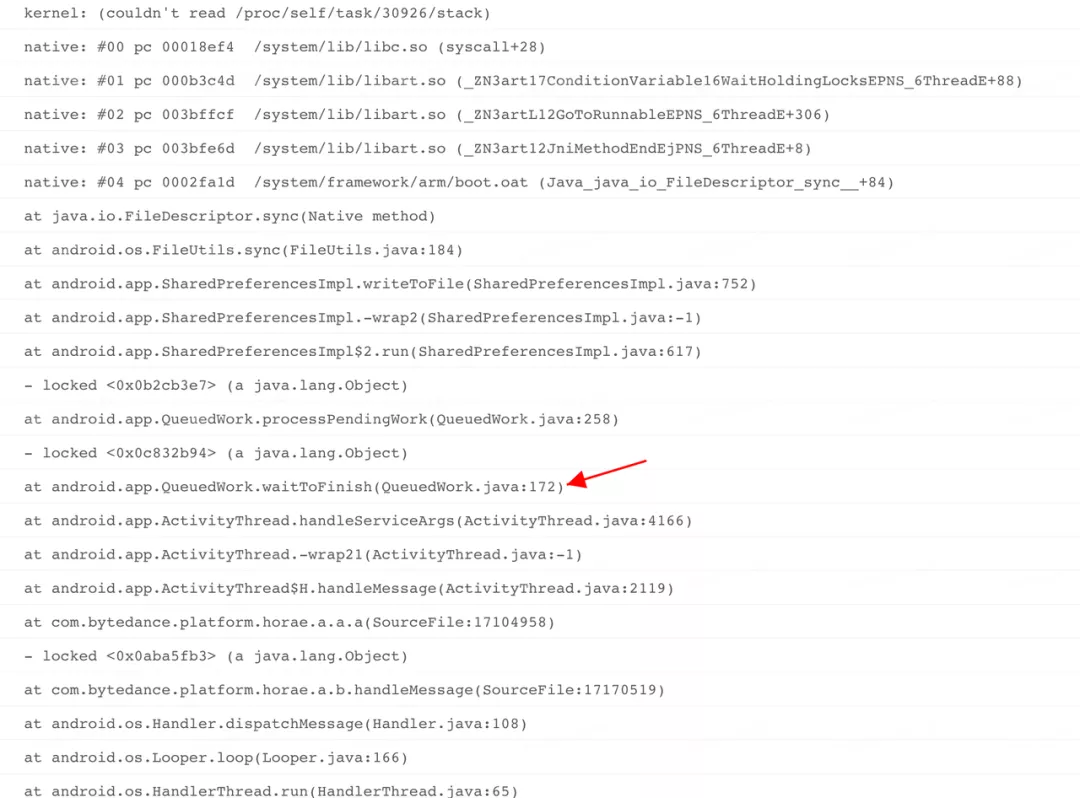 kernel: (couldn't read /proc/self/task/30926/stack)
native: #00 pc 00018ef4  /system/lib/libc.so (syscall+28)
native: #01 pc 000b3c4d  /system/lib/libart.so (_ZN3art17ConditionVariable16WaitHoldingLocksEPNS_6ThreadE+88)
native: #02 pc 003bffcf  /system/lib/libart.so (_ZN3artL12GoToRunnableEPNS_6ThreadE+306)
native: #03 pc 003bfe6d  /system/lib/libart.so (_ZN3art12JniMethodEndEjPNS_6ThreadE+8)
native: #04 pc 0002fa1d  /system/framework/arm/boot.oat (Java_java_io_FileDescriptor_sync__+84)
at java.io.FileDescriptor.sync(Native method)
at android.os.FileUtils.sync(FileUtils.java:184)
at android.app.SharedPreferencesImpl.writeToFile(SharedPreferencesImpl.java:752)
at android.app.SharedPreferencesImpl.-wrap2(SharedPreferencesImpl.java:-1)
at android.app.SharedPreferencesImpl$2.run(SharedPreferencesImpl.java:617)
- locked <0x0b2cb3e7> (a java.lang.Object)
at android.app.QueuedWork.processPendingWork(QueuedWork.java:258)
- locked <0x0c832b94> (a java.lang.Object)
at android.app.QueuedWork.waitToFinish(QueuedWork.java:172)
at android.app.ActivityThread.handleServiceArgs(ActivityThread.java:4166)
at android.app.ActivityThread.-wrap21(ActivityThread.java:-1)
at android.app.ActivityThread$H.handleMessage(ActivityThread.java:2119)
at com.bytedance.platform.horae.a.a.a(SourceFile:17104958)
- locked <0x0aba5fb3> (a java.lang.Object)
at com.bytedance.platform.horae.a.b.handleMessage(SourceFile:17170519)
at android.os.Handler.dispatchMessage(Handler.java:108)
at android.os.Looper.loop(Looper.java:166)
at android.os.HandlerThread.run(HandlerThread.java:65)